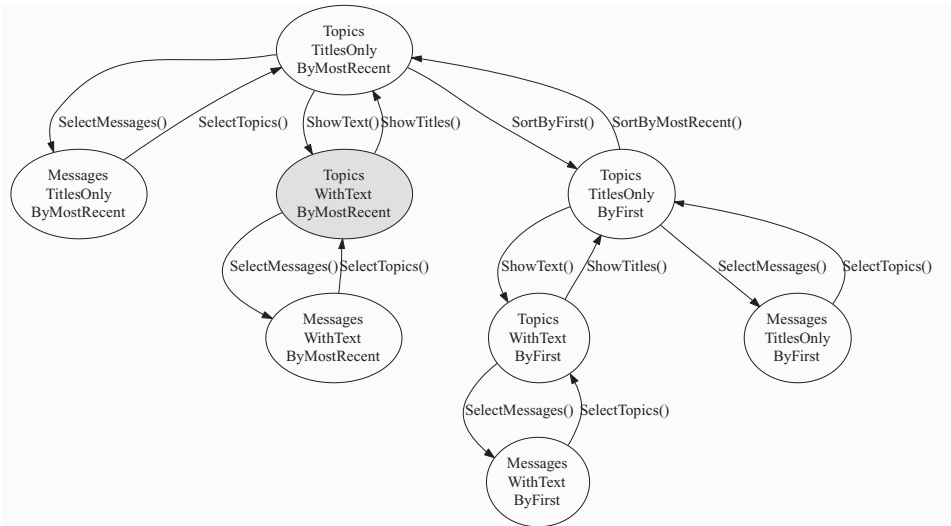 Topics
TitlesOnly
ByMostRecent
SelectMessages()
SelectTopics()
ShowText()
ShowTitles()
SortByFirst()
SortByMostRecent()
Messages
TitlesOnly
ByMostRecent
Topics
WithText
ByMostRecent
Topics
TitlesOnly
ByFirst
SelectMessages()
SelectTopics()
ShowText()
ShowTitles()
SelectMessages()
SelectTopics()
Messages
WithText
ByMostRecent
Topics
WithText
ByFirst
Messages
TitlesOnly
ByFirst
SelectMessages()
SelectTopics()
Messages
WithText
ByFirst